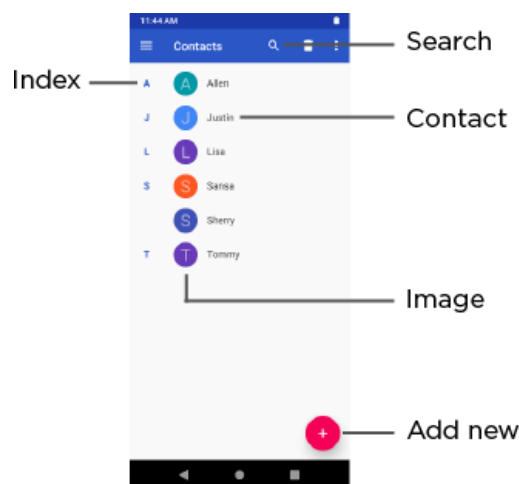 11:44 AM
Contacts
Search
Index
A
A Allen
J
J Justin
Contact
L
L Lisa
S
S Sansa
S Sherry
T
T Tommy
Image
+
Add new